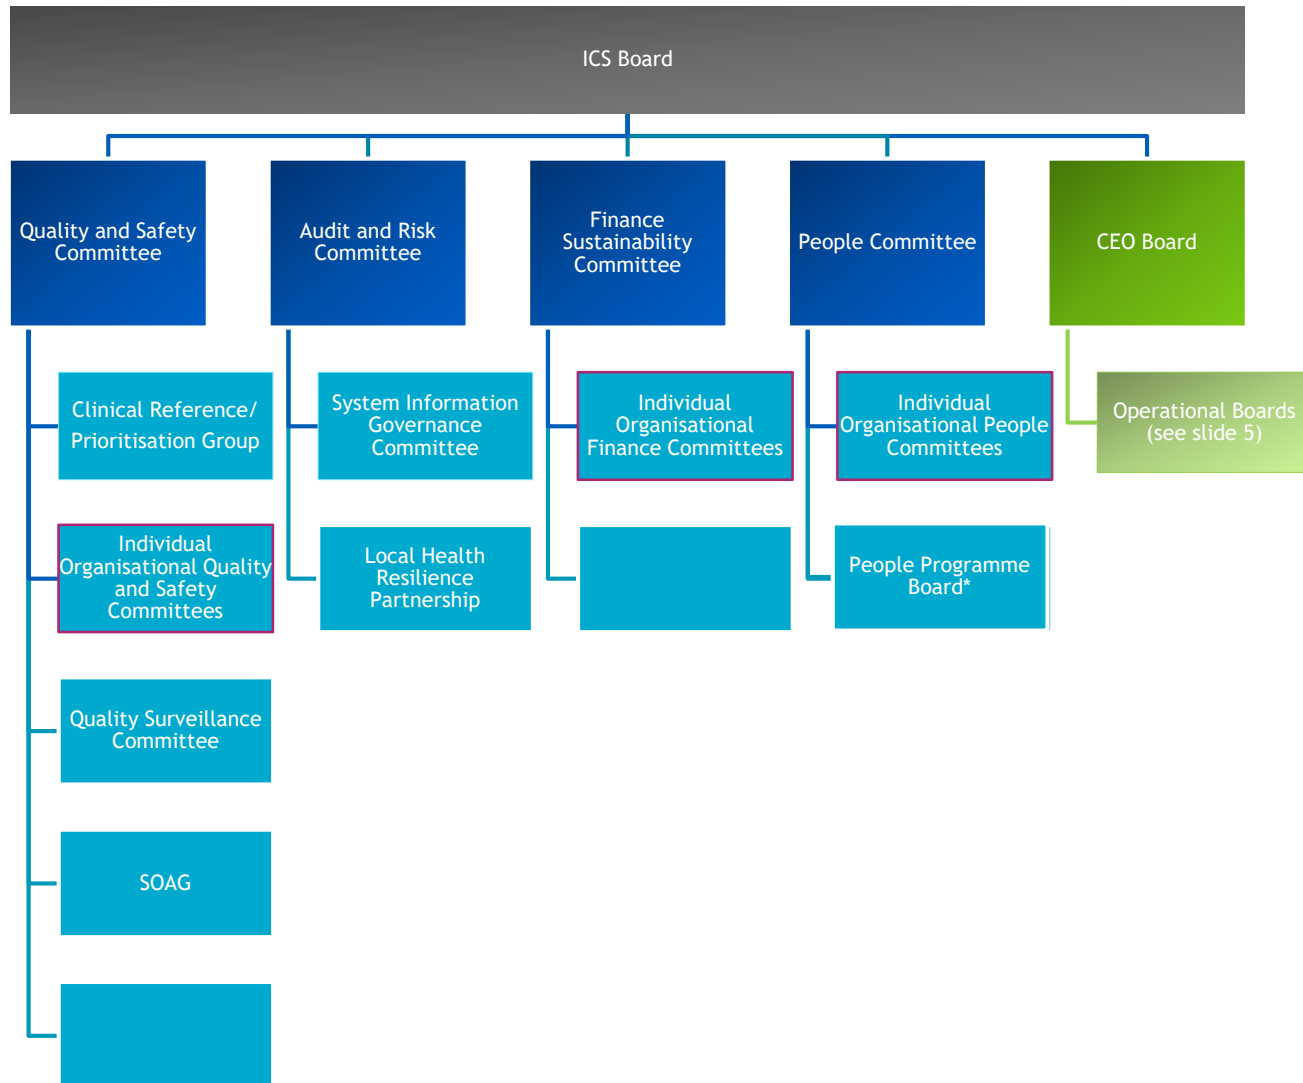 ICS Board
Quality and Safety
Committee
Audit and Risk
Committee
Finance
Sustainability
Committee
People Committee
CEO Board
Clinical Reference/
Prioritisation Group
System Information
Governance
Committee
Individual
Organisational
Finance Committees
Individual
Organisational People
Committees
Operational Boards
(see slide 5)
Individual
Organisational Quality
and Safety
Committees
Local Health
Resilience
Partnership
People Programme
Board*
Quality Surveillance
Committee
SOAG